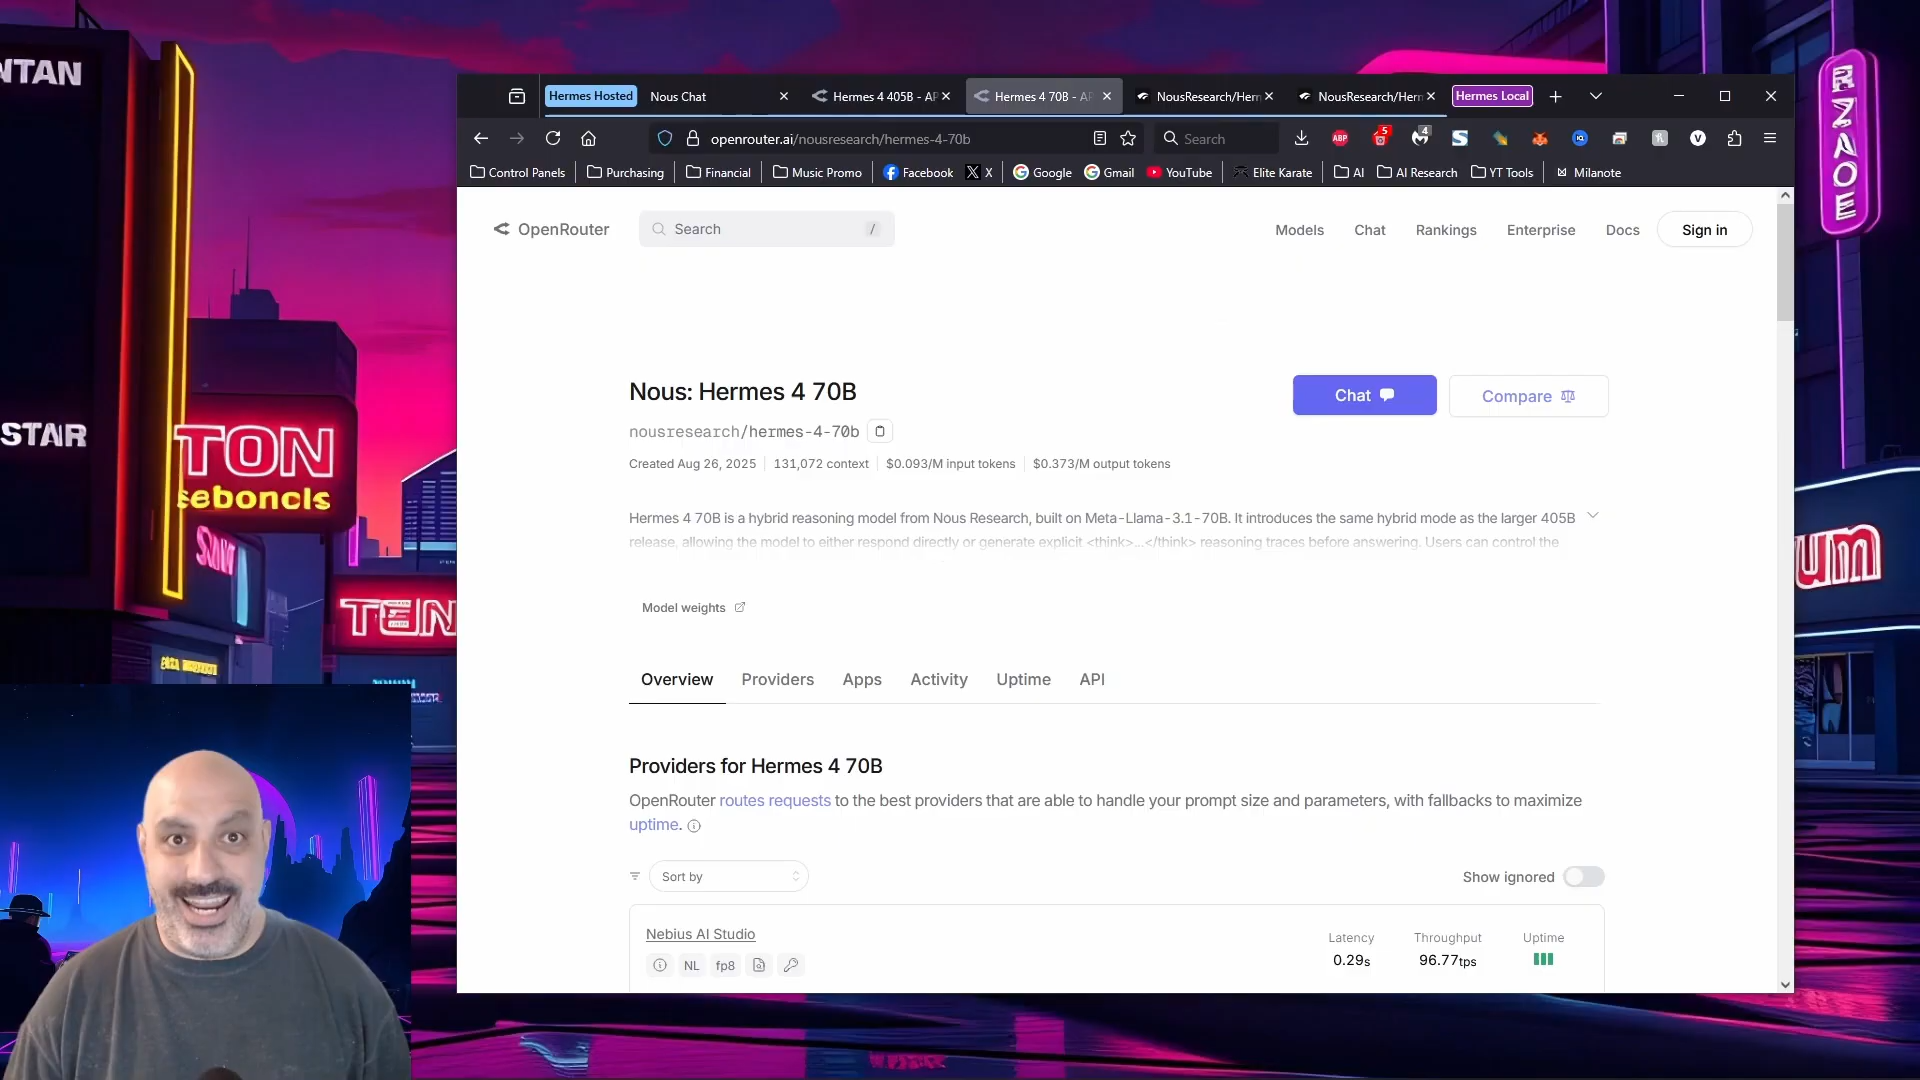 NTAN
STAR
TON
seboncls
TEN
um
Hermes Hosted
Nous Chat
Hermes 4 405B - AP
Hermes 4 70B - AP
NousResearch/Herm
NousResearch/Herm
Hermes Local
openrouter.ai/nousresearch/hermes-4-70b
Search
ABP
5
4
Control Panels
Purchasing
Financial
Music Promo
Facebook
X
Google
Gmail
YouTube
Elite Karate
AI
AI Research
YT Tools
Milanote
OpenRouter
Search
/
Models
Chat
Rankings
Enterprise
Docs
Sign in
Nous: Hermes 4 70B
Chat
Compare
nousresearch/hermes-4-70b
Created Aug 26, 2025
131,072 context
$0.093/M input tokens
$0.373/M output tokens
Hermes 4 70B is a hybrid reasoning model from Nous Research, built on Meta-Llama-3.1-70B. It introduces the same hybrid mode as the larger 405B
release, allowing the model to either respond directly or generate explicit <think>...</think> reasoning traces before answering. Users can control the
Model weights
Overview
Providers
Apps
Activity
Uptime
API
Providers for Hermes 4 70B
OpenRouter routes requests to the best providers that are able to handle your prompt size and parameters, with fallbacks to maximize
uptime.
Sort by
Show ignored
Nebius AI Studio
Latency
Throughput
Uptime
0.29s
96.77tps
NL
fp8